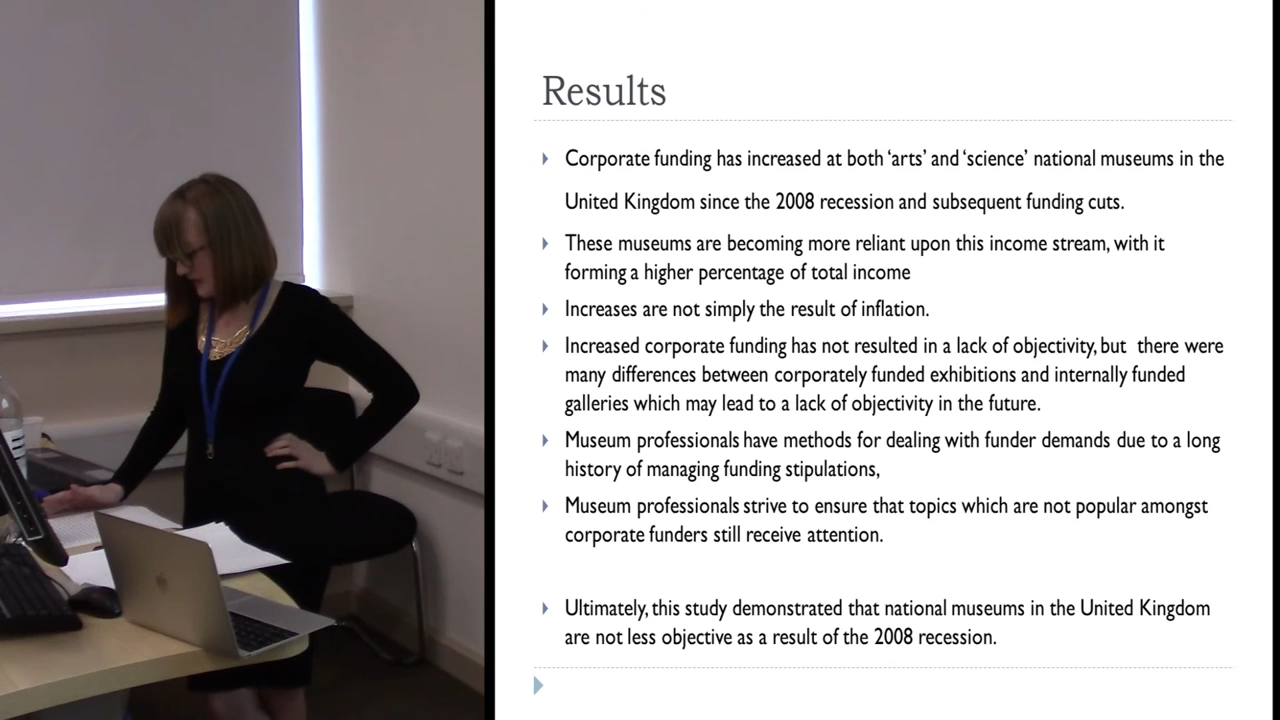 Results
Corporate funding has increased at both ‘arts’ and ‘science’ national museums in the
United Kingdom since the 2008 recession and subsequent funding cuts.
These museums are becoming more reliant upon this income stream, with it
forming a higher percentage of total income
Increases are not simply the result of inflation.
Increased corporate funding has not resulted in a lack of objectivity, but there were
many differences between corporately funded exhibitions and internally funded
galleries which may lead to a lack of objectivity in the future.
Museum professionals have methods for dealing with funder demands due to a long
history of managing funding stipulations,
Museum professionals strive to ensure that topics which are not popular amongst
corporate funders still receive attention.
Ultimately, this study demonstrated that national museums in the United Kingdom
are not less objective as a result of the 2008 recession.